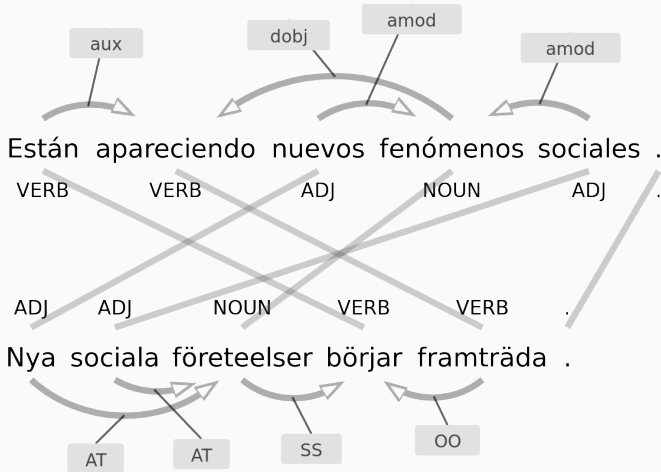 aux dobj amod amod
Están apareciendo nuevos fenómenos sociales .
VERB VERB ADJ NOUN ADJ .
ADJ ADJ NOUN VERB VERB .
Nya sociala företeelser börjar framträda .
AT AT SS OO